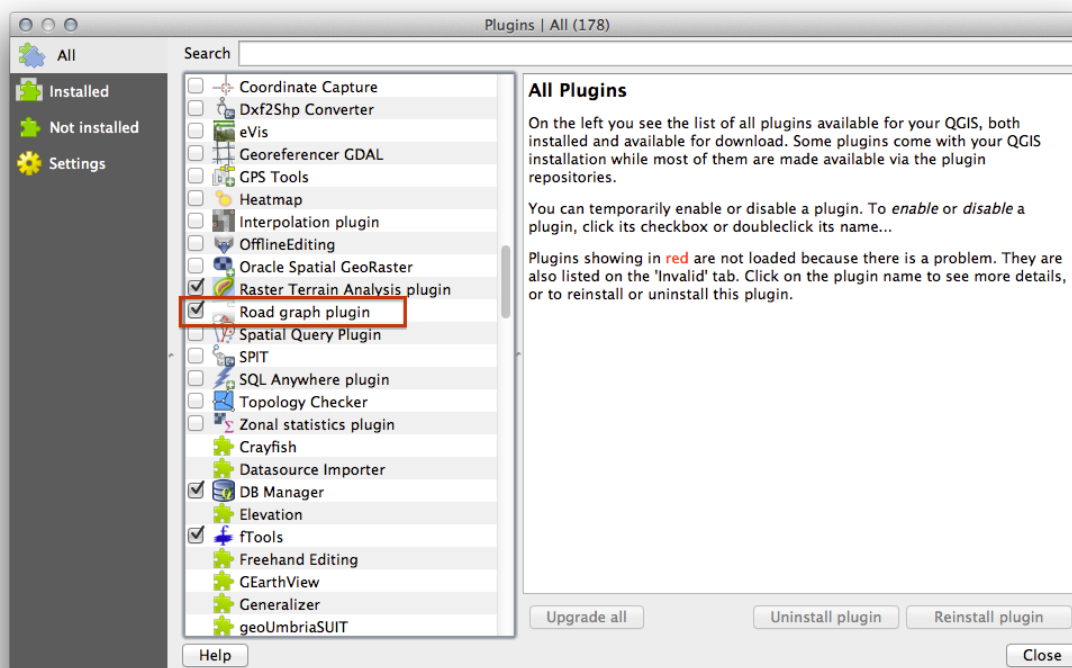 Plugins | All (178)
All
Installed
Not installed
Settings
Search
Coordinate Capture
Dxf2Shp Converter
eVis
Georeferencer GDAL
GPS Tools
Heatmap
Interpolation plugin
OfflineEditing
Oracle Spatial GeoRaster
Raster Terrain Analysis plugin
Road graph plugin
Spatial Query Plugin
SPIT
SQL Anywhere plugin
Topology Checker
Zonal statistics plugin
Crayfish
Datasource Importer
DB Manager
Elevation
fTools
Freehand Editing
GEarthView
Generalizer
geoUmbriaSUIT
All Plugins
On the left you see the list of all plugins available for your QGIS, both
installed and available for download. Some plugins come with your QGIS
installation while most of them are made available via the plugin
repositories.
You can temporarily enable or disable a plugin. To enable or disable a
plugin, click its checkbox or doubleclick its name...
Plugins showing in red are not loaded because there is a problem. They are
also listed on the 'Invalid' tab. Click on the plugin name to see more details,
or to reinstall or uninstall this plugin.
Upgrade all
Uninstall plugin
Reinstall plugin
Help
Close